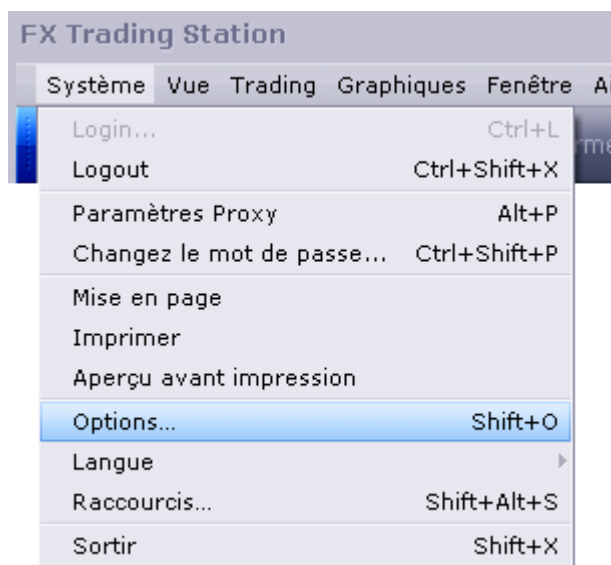 FX Trading Station
Système Vue Trading Graphiques Fenêtre
Login... Ctrl+L
Logout Ctrl+Shift+X
Paramètres Proxy Alt+P
Changez le mot de passe... Ctrl+Shift+P
Mise en page
Imprimer
Aperçu avant impression
Options... Shift+O
Langue
Raccourcis... Shift+Alt+S
Sortir Shift+X